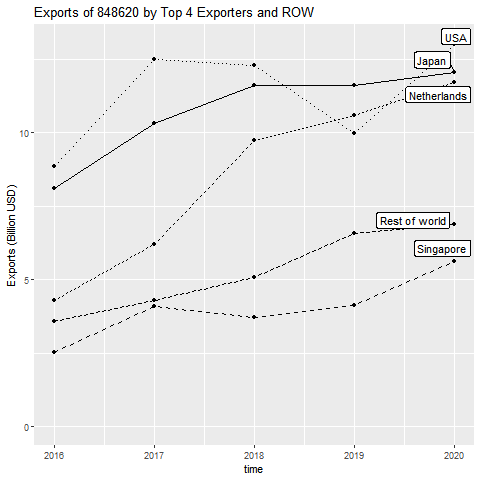 Exports of 848620 by Top 4 Exporters and ROW
USA
Japan
Netherlands
Rest of world
Singapore
10
5
0
Exports (Billion USD)
2016
2017
2018
2019
2020
time